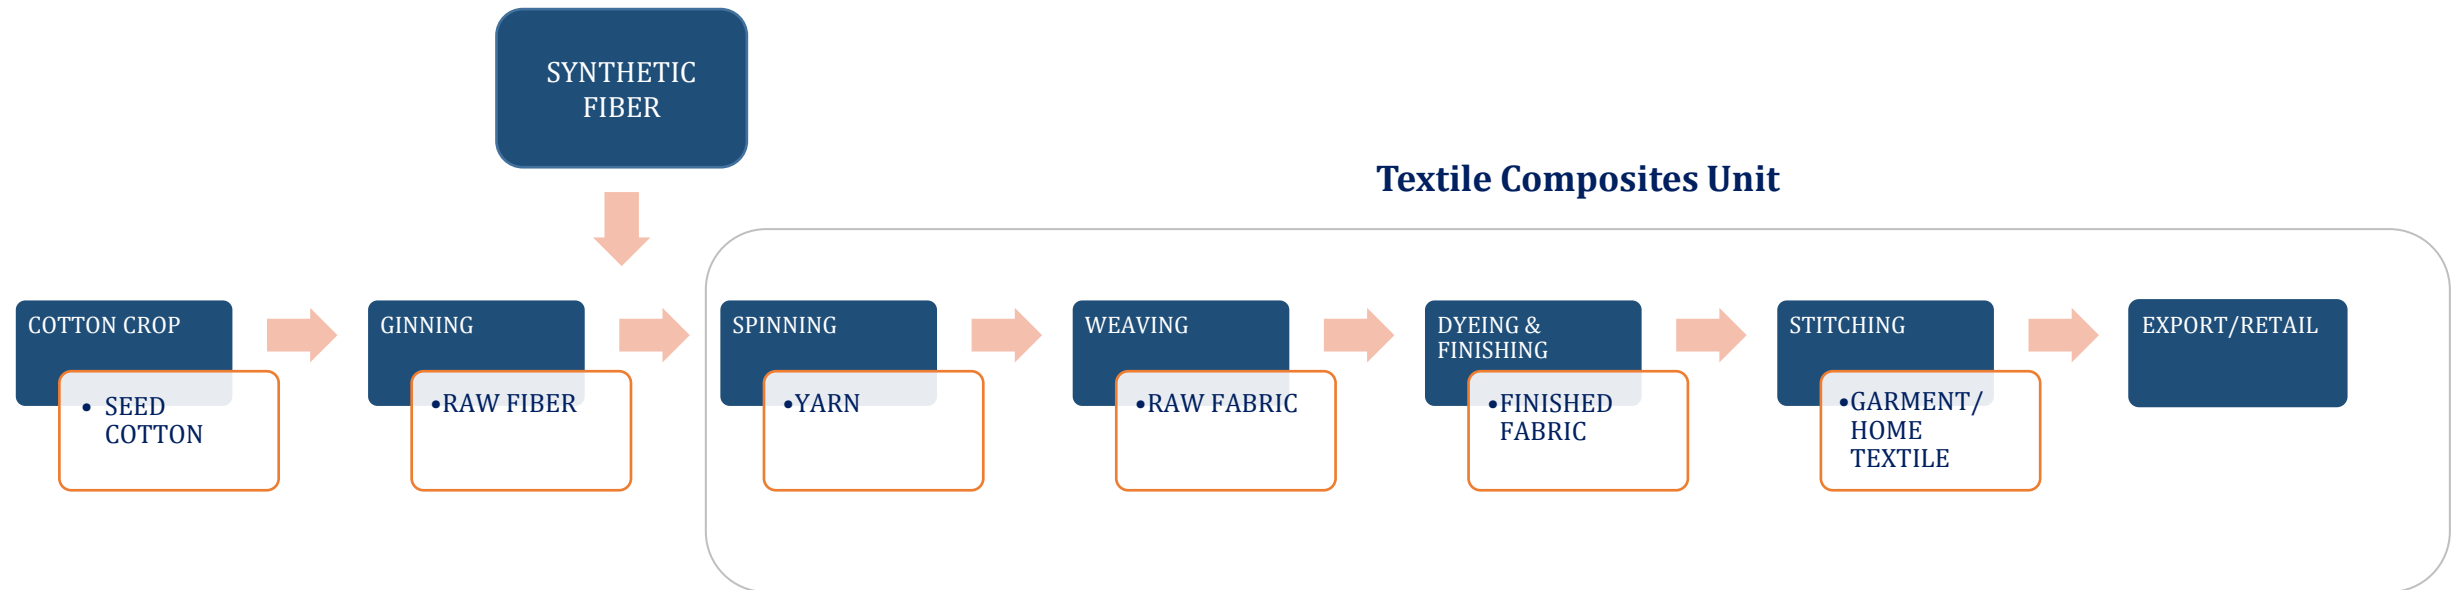 SYNTHETIC
FIBER
Textile Composites Unit
COTTON CROP
• SEED
COTTON
GINNING
•RAW FIBER
SPINNING
•YARN
WEAVING
•RAW FABRIC
DYEING &
FINISHING
•FINISHED
FABRIC
STITCHING
•GARMENT/
HOME
TEXTILE
EXPORT/RETAIL